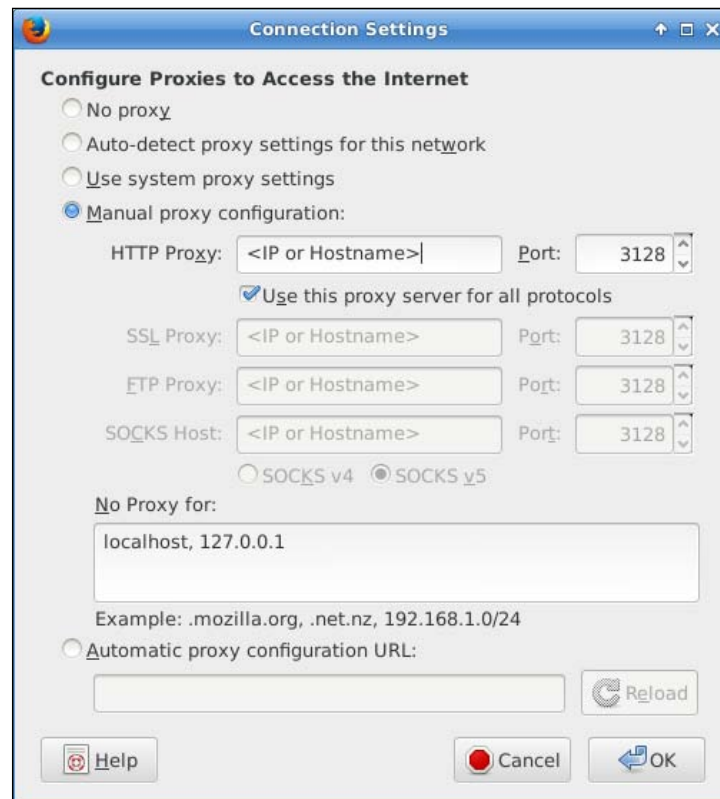 Connection Settings
Configure Proxies to Access the Internet
No proxy
Auto-detect proxy settings for this network
Use system proxy settings
Manual proxy configuration:
HTTP Proxy: <IP or Hostname> Port: 3128
Use this proxy server for all protocols
SSL Proxy: <IP or Hostname> Port: 3128
FTP Proxy: <IP or Hostname> Port: 3128
SOCKS Host: <IP or Hostname> Port: 3128
SOCKS v4 SOCKS v5
No Proxy for:
localhost, 127.0.0.1
Example: .mozilla.org, .net.nz, 192.168.1.0/24
Automatic proxy configuration URL:
Reload
Help Cancel OK